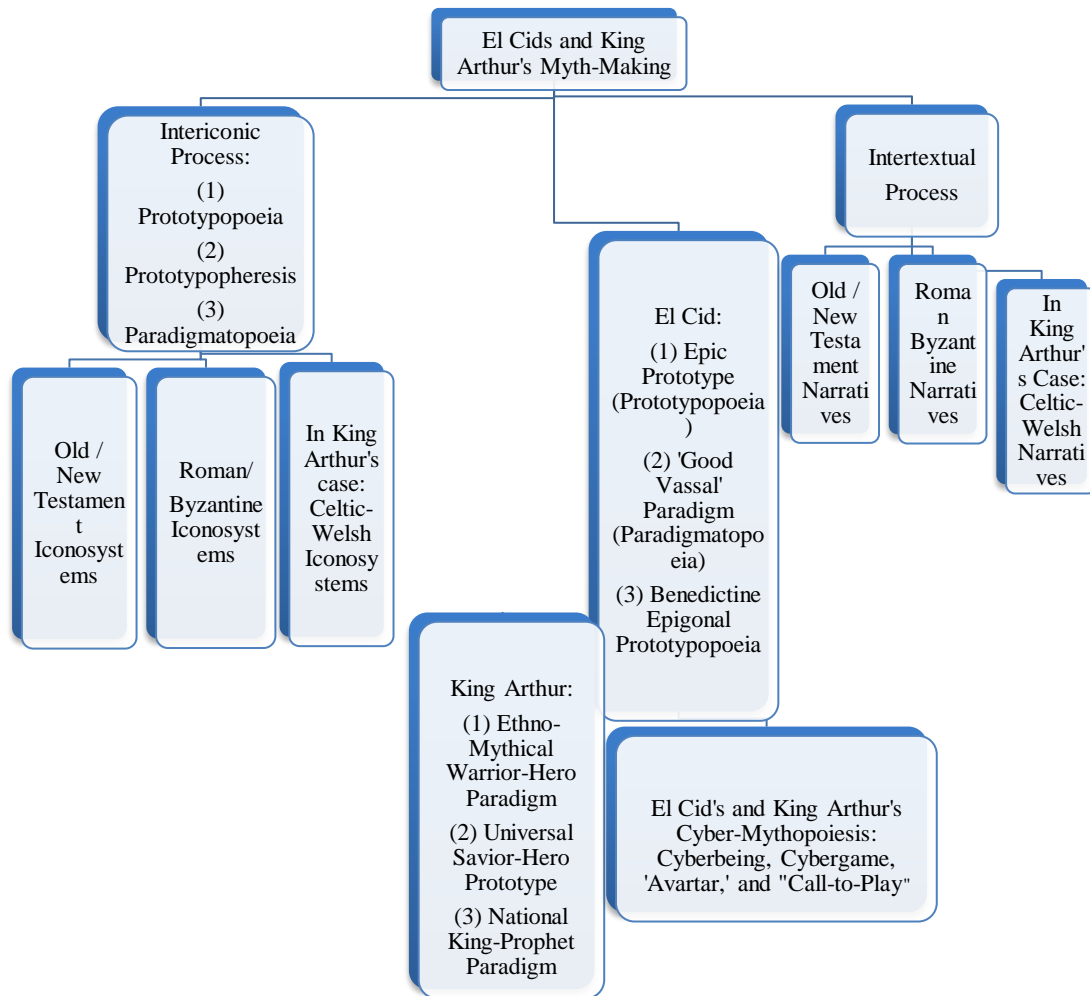 El Cids and King
Arthur's Myth-Making
Intericonic
Process:
(1)
Prototypopoeia
(2)
Prototypopheresis
(3)
Paradigmatopoeia
Intertextual
Process
Old /
New
Testamen
t
Iconosyst
ems
Roman/
Byzantine
Iconosyst
ems
In King
Arthur's
case:
Celtic-
Welsh
Iconosy
stems
El Cid:
(1) Epic
Prototype
(Prototypopoeia
)
(2) 'Good
Vassal'
Paradigm
(Paradigmatopo
eia)
(3) Benedictine
Epigonal
Prototypopoeia
Old /
New
Testa
ment
Narrati
ves
Roma
n
Byzant
ine
Narrati
ves
In
King
Arthur'
s Case:
Celtic-
Welsh
Narrati
ves
King Arthur:
(1) Ethno-
Mythical
Warrior-Hero
Paradigm
(2) Universal
Savior-Hero
Prototype
(3) National
King-Prophet
Paradigm
El Cid's and King Arthur's
Cyber-Mythopoiesis:
Cyberbeing, Cybergame,
'Avartar,' and "Call-to-Play"